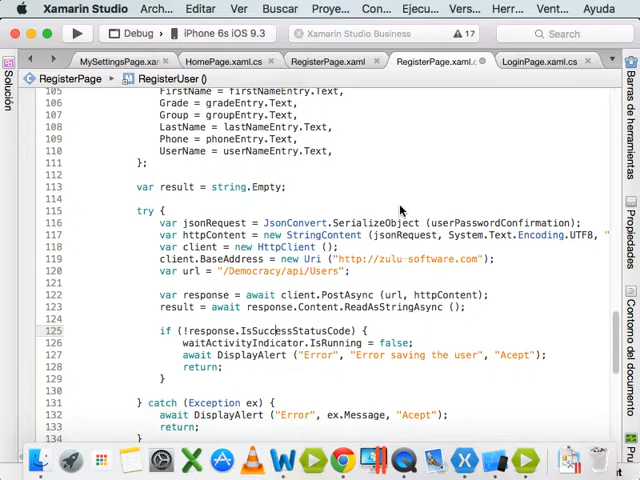 Xamarin Studio Arch... Editar Ver Buscar Proye... Con... Ejecu... Vers... Herr... Vent... Ayuda
Debug iPhone 6s iOS 9.3 Xamarin Studio Business 17 Search
MySettingsPage.xar HomePage.xaml.cs RegisterPage.xaml RegisterPage.xaml. LoginPage.xaml.cs
RegisterPage RegisterUser ()
105 FirstName = firstNameEntry.Text,
106 Grade = gradeEntry.Text,
107 Group = groupEntry.Text,
108 LastName = lastNameEntry.Text,
109 Phone = phoneEntry.Text,
110 UserName = userNameEntry.Text,
111 };
112
113 var result = string.Empty;
114
115 try {
116 var jsonRequest = JsonConvert.SerializeObject (userPasswordConfirmation);
117 var httpContent = new StringContent (jsonRequest, System.Text.Encoding.UTF8, "
118 var client = new HttpClient ();
119 client.BaseAddress = new Uri ("http://zulu-software.com");
120 var url = "/Democracy/api/Users";
121
122 var response = await client.PostAsync (url, httpContent);
123 result = await response.Content.ReadAsStringAsync ();
124
125 if (!response.IsSuccessStatusCode) {
126 waitActivityIndicator.IsRunning = false;
127 await DisplayAlert ("Error", "Error saving the user", "Acept");
128 return;
129 }
130
131 } catch (Exception ex) {
132 await DisplayAlert ("Error", ex.Message, "Acept");
133 return;
134 }
Solución
Barras de herramientas
Propiedades
Contorno del documento
Pru